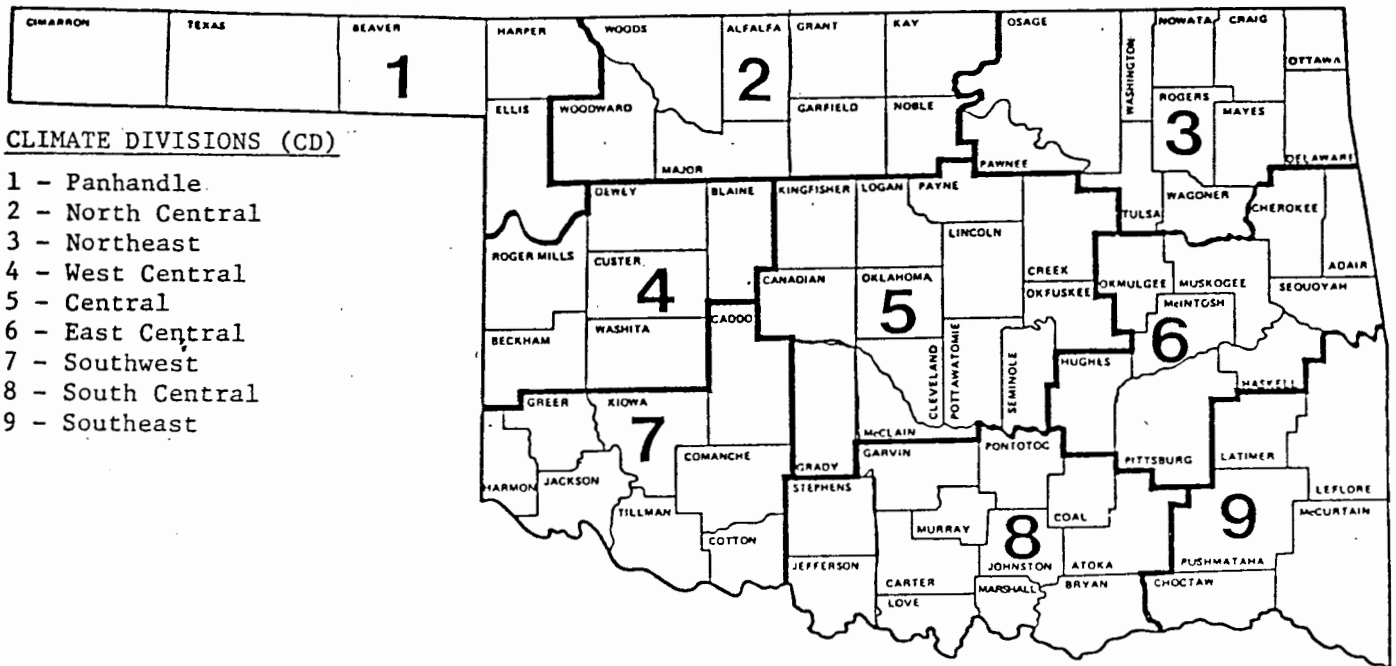 CIMARRON
TEXAS
BEAVER
HARPER
WOODS
ALFALFA
GRANT
KAY
OSAGE
WASHINGTON
NOWATA
CRAIG
OTTAWA
1
2
3
ELLIS
WOODWARD
MAJOR
GARFIELD
NOBLE
PAWNEE
ROGERS
MAYES
DELAWARE
CLIMATE DIVISIONS (CD)
1 - Panhandle
2 - North Central
3 - Northeast
4 - West Central
5 - Central
6 - East Central
7 - Southwest
8 - South Central
9 - Southeast
DEWEY
BLAINE
KINGFISHER
LOGAN
PAYNE
TULSA
WAGONER
CHEROKEE
ADAIR
LINCOLN
CREEK
ROGER MILLS
CUSTER
4
CANADIAN
OKLAHOMA
5
OKFUSKEE
OKMULGEE
MUSKOGEE
SEQUOYAH
McINTOSH
6
BECKHAM
WASHITA
CADDO
CLEVELAND
POTTAWATOMIE
SEMINOLE
HUGHES
HASKELL
GREER
KIOWA
7
McCLAIN
GRADY
GARVIN
PONTOTOC
PITTSBURG
LATIMER
LEFLORE
HARMON
JACKSON
COMANCHE
TILLMAN
COTTON
STEPHENS
JEFFERSON
MURRAY
8
COAL
JOHNSTON
ATOKA
9
PUSHMATAHA
McCURTAIN
CARTER
LOVE
MARSHALL
BRYAN
CHOCTAW